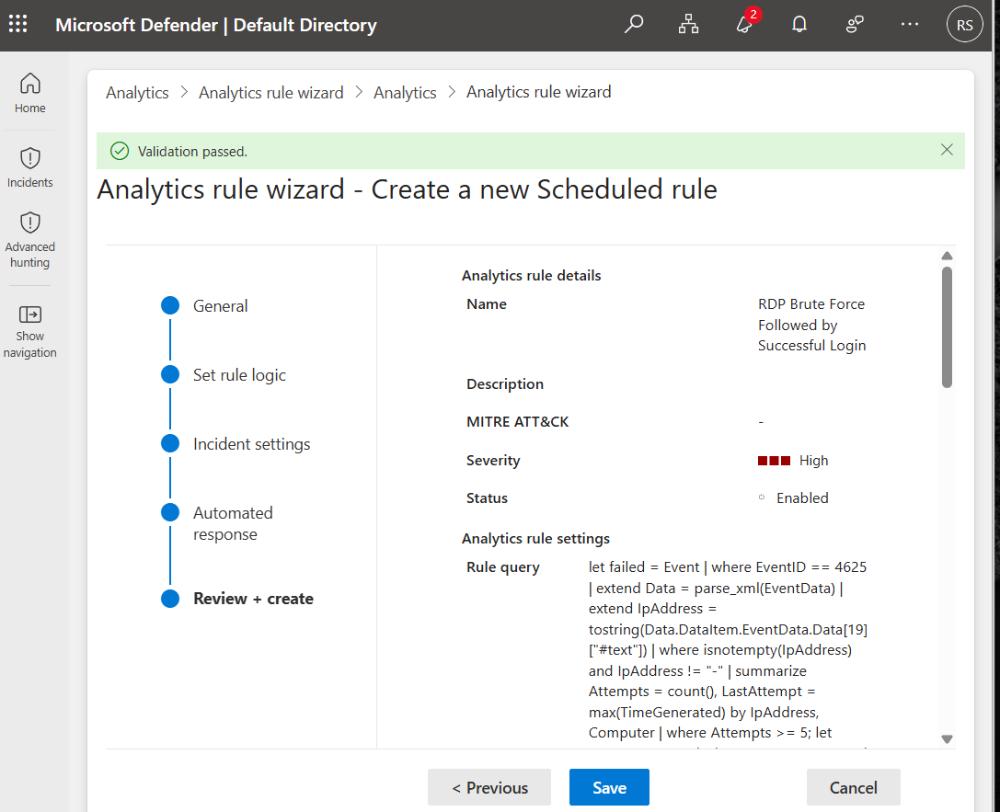 Microsoft Defender | Default Directory
2
RS
Home
Incidents
Advanced
hunting
Show
navigation
Analytics > Analytics rule wizard > Analytics > Analytics rule wizard
Validation passed.
Analytics rule wizard - Create a new Scheduled rule
General
Set rule logic
Incident settings
Automated
response
Review + create
Analytics rule details
Name
RDP Brute Force
Followed by
Successful Login
Description
MITRE ATT&CK
-
Severity
High
Status
Enabled
Analytics rule settings
Rule query
let failed = Event | where EventID == 4625
| extend Data = parse_xml(EventData) |
extend IpAddress =
tostring(Data.DataItem.EventData.Data[19]
["#text"]) | where isnotempty(IpAddress)
and IpAddress != "-" | summarize
Attempts = count(), LastAttempt =
max(TimeGenerated) by IpAddress,
Computer | where Attempts >= 5; let
< Previous
Save
Cancel